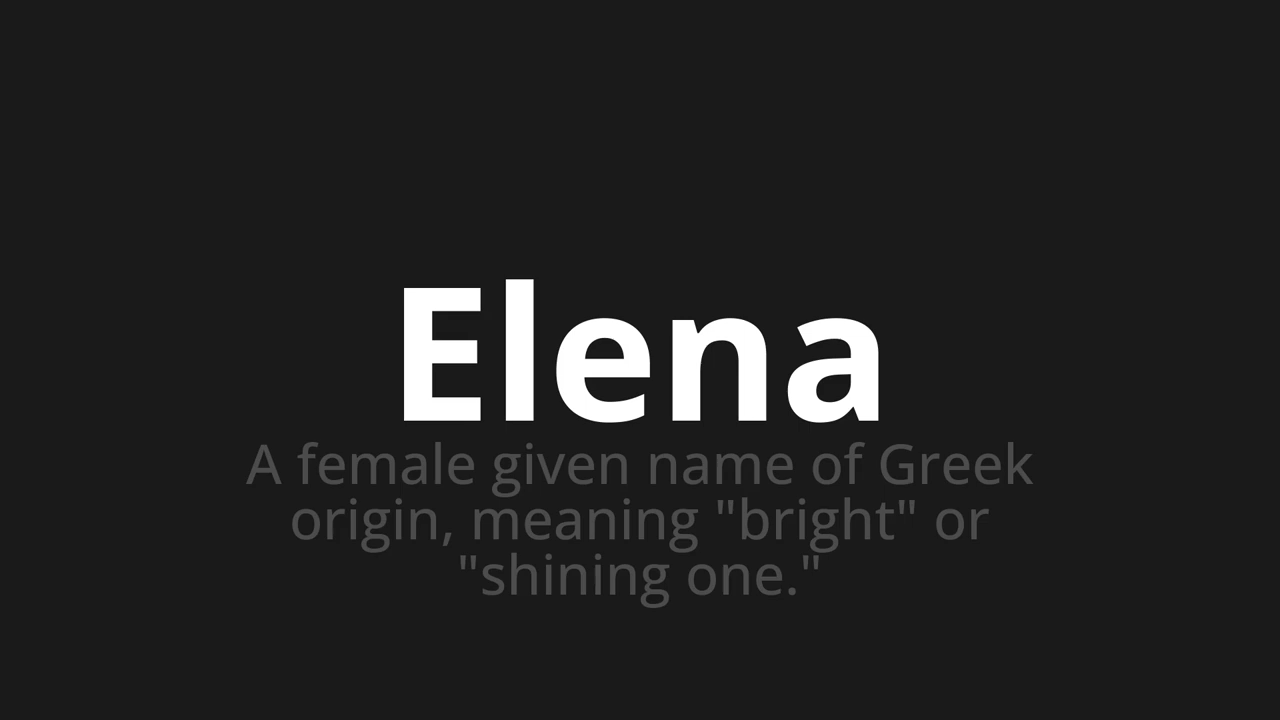 Elena
A female given name of Greek
origin, meaning "bright" or
"shining one."